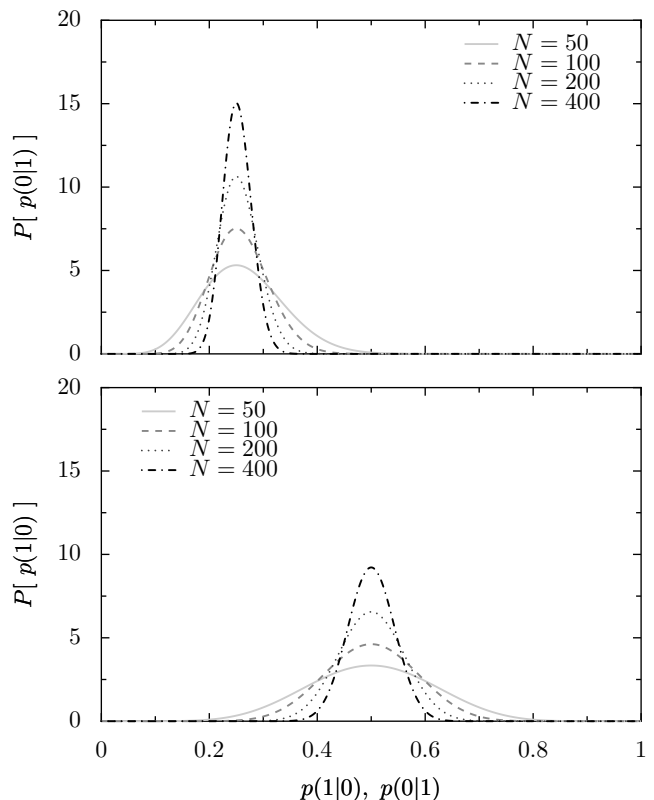 20
15
10
5
0
P[ p(0|1) ]
N = 50
N = 100
N = 200
N = 400
20
15
10
5
0
P[ p(1|0) ]
N = 50
N = 100
N = 200
N = 400
0 0.2 0.4 0.6 0.8 1
p(1|0), p(0|1)